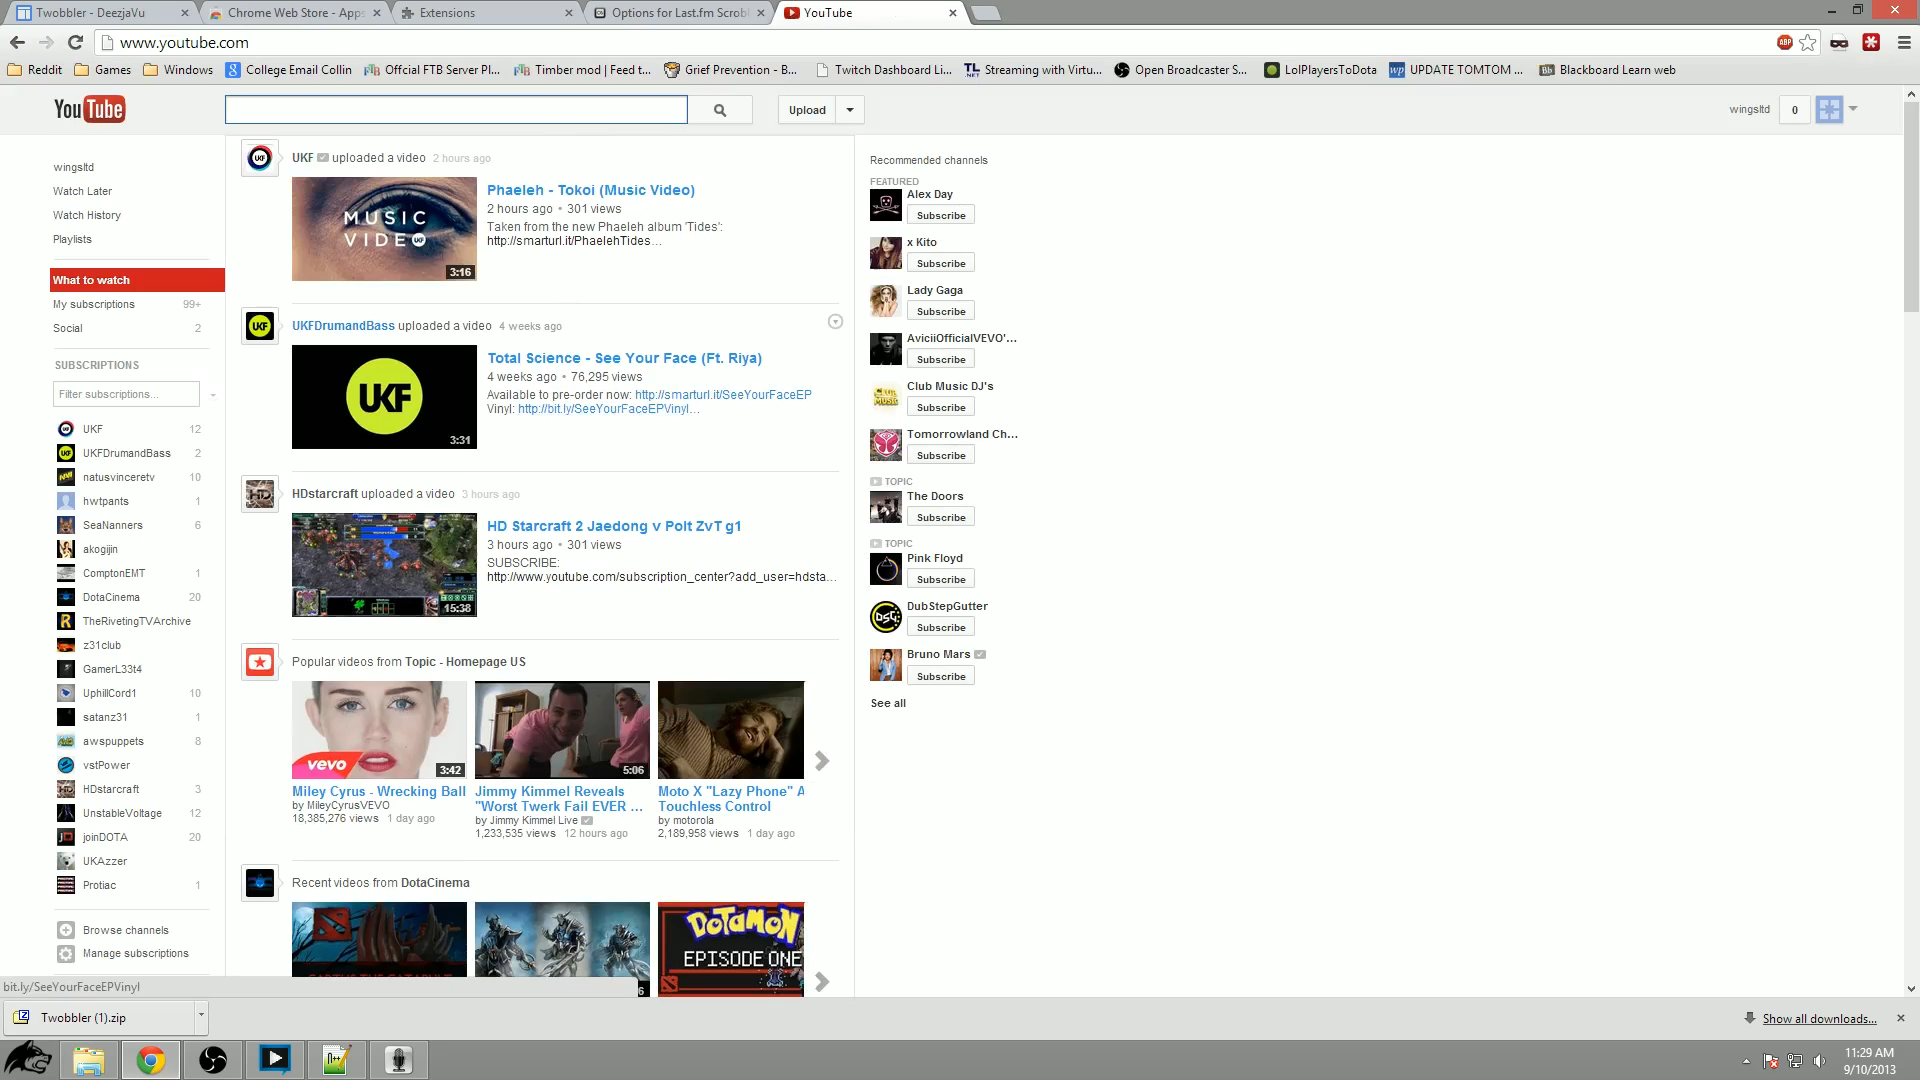 Twobbler - DeezjaVu
Chrome Web Store - Apps
Extensions
Options for Last.fm Scrobl
YouTube
www.youtube.com
ABP
Reddit
Games
Windows
College Email Collin
Offcial FTB Server Pl...
Timber mod | Feed t...
Grief Prevention - B...
Twitch Dashboard Li...
Streaming with Virtu...
Open Broadcaster S...
LolPlayersToDota
UPDATE TOMTOM ...
Blackboard Learn web
YouTube
Upload
wingsltd
0
wingsltd
Watch Later
Watch History
Playlists
What to watch
My subscriptions 99+
Social 2
SUBSCRIPTIONS
Filter subscriptions...
UKF 12
UKFDrumandBass 2
natusvinceretv 10
hwtpants 1
SeaNanners 6
akogijin
ComptonEMT 1
DotaCinema 20
TheRivetingTVArchive
z31club
GamerL33t4
UphillCord1 10
satanz31 1
awspuppets 8
vstPower
HDstarcraft 3
UnstableVoltage 12
joinDOTA 20
UKAzzer
Protiac 1
Browse channels
Manage subscriptions
UKF uploaded a video 2 hours ago
MUSIC
VIDEO UKF
3:16
Phaeleh - Tokoi (Music Video)
2 hours ago • 301 views
Taken from the new Phaeleh album 'Tides':
http://smarturl.it/PhaelehTides...
UKFDrumandBass uploaded a video 4 weeks ago
UKF
3:31
Total Science - See Your Face (Ft. Riya)
4 weeks ago • 76,295 views
Available to pre-order now: http://smarturl.it/SeeYourFaceEP
Vinyl: http://bit.ly/SeeYourFaceEPVinyl...
HDstarcraft uploaded a video 3 hours ago
15:38
HD Starcraft 2 Jaedong v Polt ZvT g1
3 hours ago • 301 views
SUBSCRIBE:
http://www.youtube.com/subscription_center?add_user=hdsta...
Popular videos from Topic - Homepage US
vevo
3:42
Miley Cyrus - Wrecking Ball
by MileyCyrusVEVO
18,385,276 views 1 day ago
5:06
Jimmy Kimmel Reveals
"Worst Twerk Fail EVER ...
by Jimmy Kimmel Live
1,233,535 views 12 hours ago
Moto X "Lazy Phone" A
Touchless Control
by motorola
2,189,958 views 1 day ago
Recent videos from DotaCinema
6
DOTAMON
EPISODE ONE
Recommended channels
FEATURED
Alex Day
Subscribe
x Kito
Subscribe
Lady Gaga
Subscribe
AviciiOfficialVEVO'...
Subscribe
Club Music DJ's
Subscribe
Tomorrowland Ch...
Subscribe
TOPIC
The Doors
Subscribe
TOPIC
Pink Floyd
Subscribe
DubStepGutter
Subscribe
Bruno Mars
Subscribe
See all
bit.ly/SeeYourFaceEPVinyl
Twobbler (1).zip
Show all downloads...
11:29 AM
9/10/2013